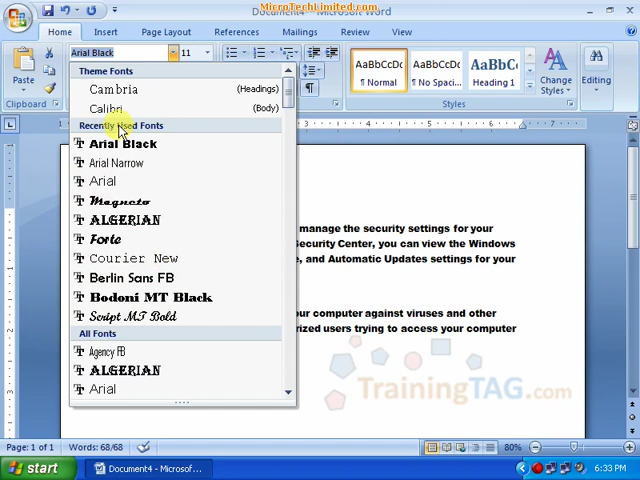 Document4 - Microsoft Word
MicroTechLimited.com
Home
Insert
Page Layout
References
Mailings
Review
View
Arial Black
11
Paste
Clipboard
AaBbCcDc
¶ Normal
AaBbCcDc
¶ No Spaci...
AaBbCc
Heading 1
Change
Styles
Editing
Styles
Theme Fonts
Cambria
(Headings)
Calibri
(Body)
Recently Used Fonts
Arial Black
Arial Narrow
Arial
Magneto
ALGERIAN
Forte
Courier New
Berlin Sans FB
Bodoni MT Black
Script MT Bold
All Fonts
Agency FB
ALGERIAN
Arial
manage the security settings for your
Security Center, you can view the Windows
e, and Automatic Updates settings for your
our computer against viruses and other
rized users trying to access your computer
TrainingTAG.com
Page: 1 of 1
Words: 68/68
80%
start
Document4 - Microsof...
6:33 PM